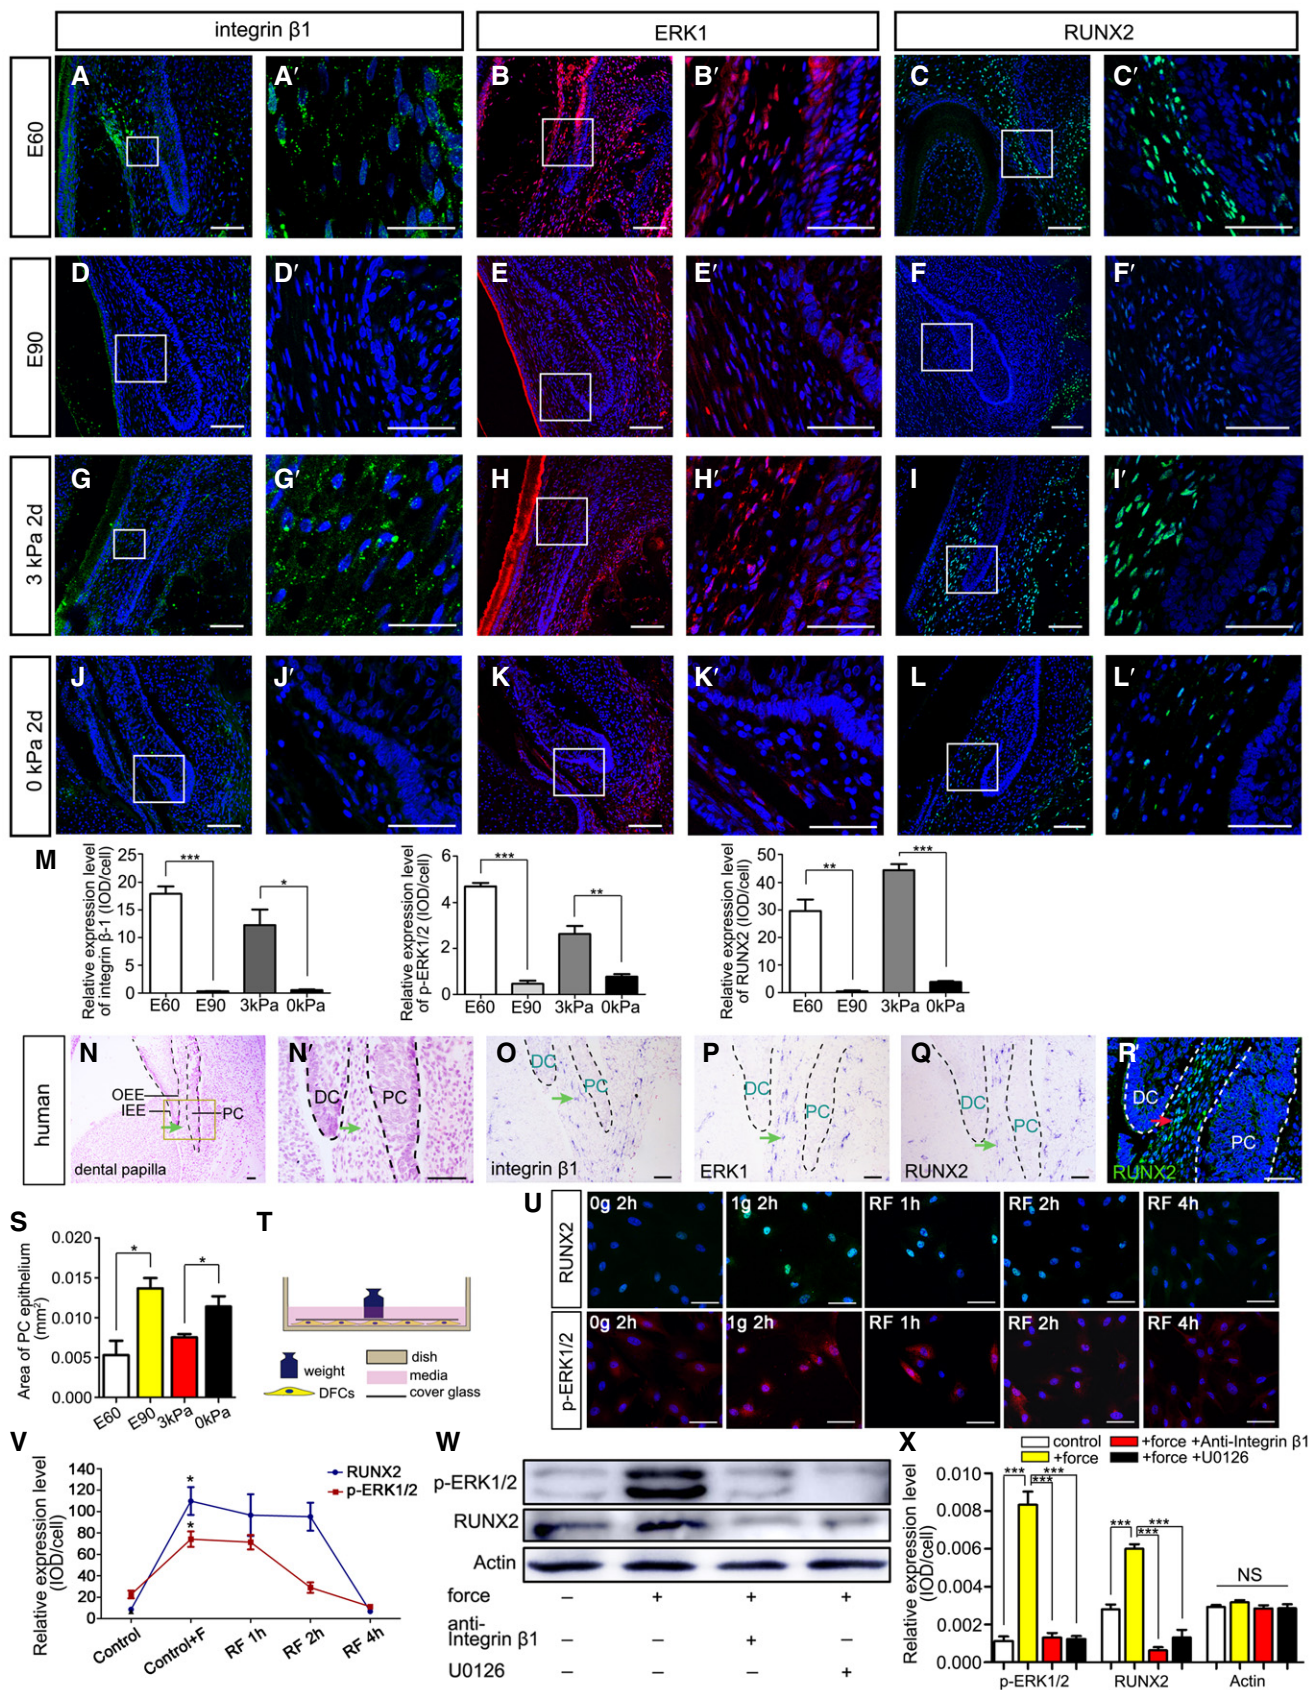 integrin β1 ERK1 RUNX2
E60
A A′ B B′ C C′
E90
D D′ E E′ F F′
3 kPa 2d
G G′ H H′ I I′
0 kPa 2d
J J′ K K′ L L′
M
Relative expression level
of integrin β-1 (IOD/cell)
25
20
15
10
5
0
*** *
E60 E90 3kPa 0kPa
Relative expression level
of p-ERK1/2 (IOD/cell)
6
4
2
0
*** **
E60 E90 3kPa 0kPa
Relative expression level
of RUNX2 (IOD/cell)
50
40
30
20
10
0
** ***
E60 E90 3kPa 0kPa
human
N
OEE
IEE
PC
dental papilla
N′
DC PC
O
DC
PC
integrin β1
P
DC
PC
ERK1
Q
DC
PC
RUNX2
R′
DC
PC
RUNX2
S
Area of PC epithelium
(mm²)
0.020
0.015
0.010
0.005
0.000
* *
E60 E90 3kPa 0kPa
T
weight
DFCs
dish
media
cover glass
U
RUNX2
0g 2h 1g 2h RF 1h RF 2h RF 4h
p-ERK1/2
0g 2h 1g 2h RF 1h RF 2h RF 4h
V
Relative expression level
(IOD/cell)
140
120
100
80
60
40
20
0
RUNX2
p-ERK1/2
*
*
*
Control Control+F RF 1h RF 2h RF 4h
W
p-ERK1/2
RUNX2
Actin
force – + + +
anti-
Integrin β1 – – + –
U0126 – – – +
X
control +force +Anti-Integrin β1
+force +force +U0126
Relative expression level
(IOD/cell)
0.010
0.008
0.006
0.004
0.002
0.000
*** *** ***
*** *** ***
NS
p-ERK1/2 RUNX2 Actin